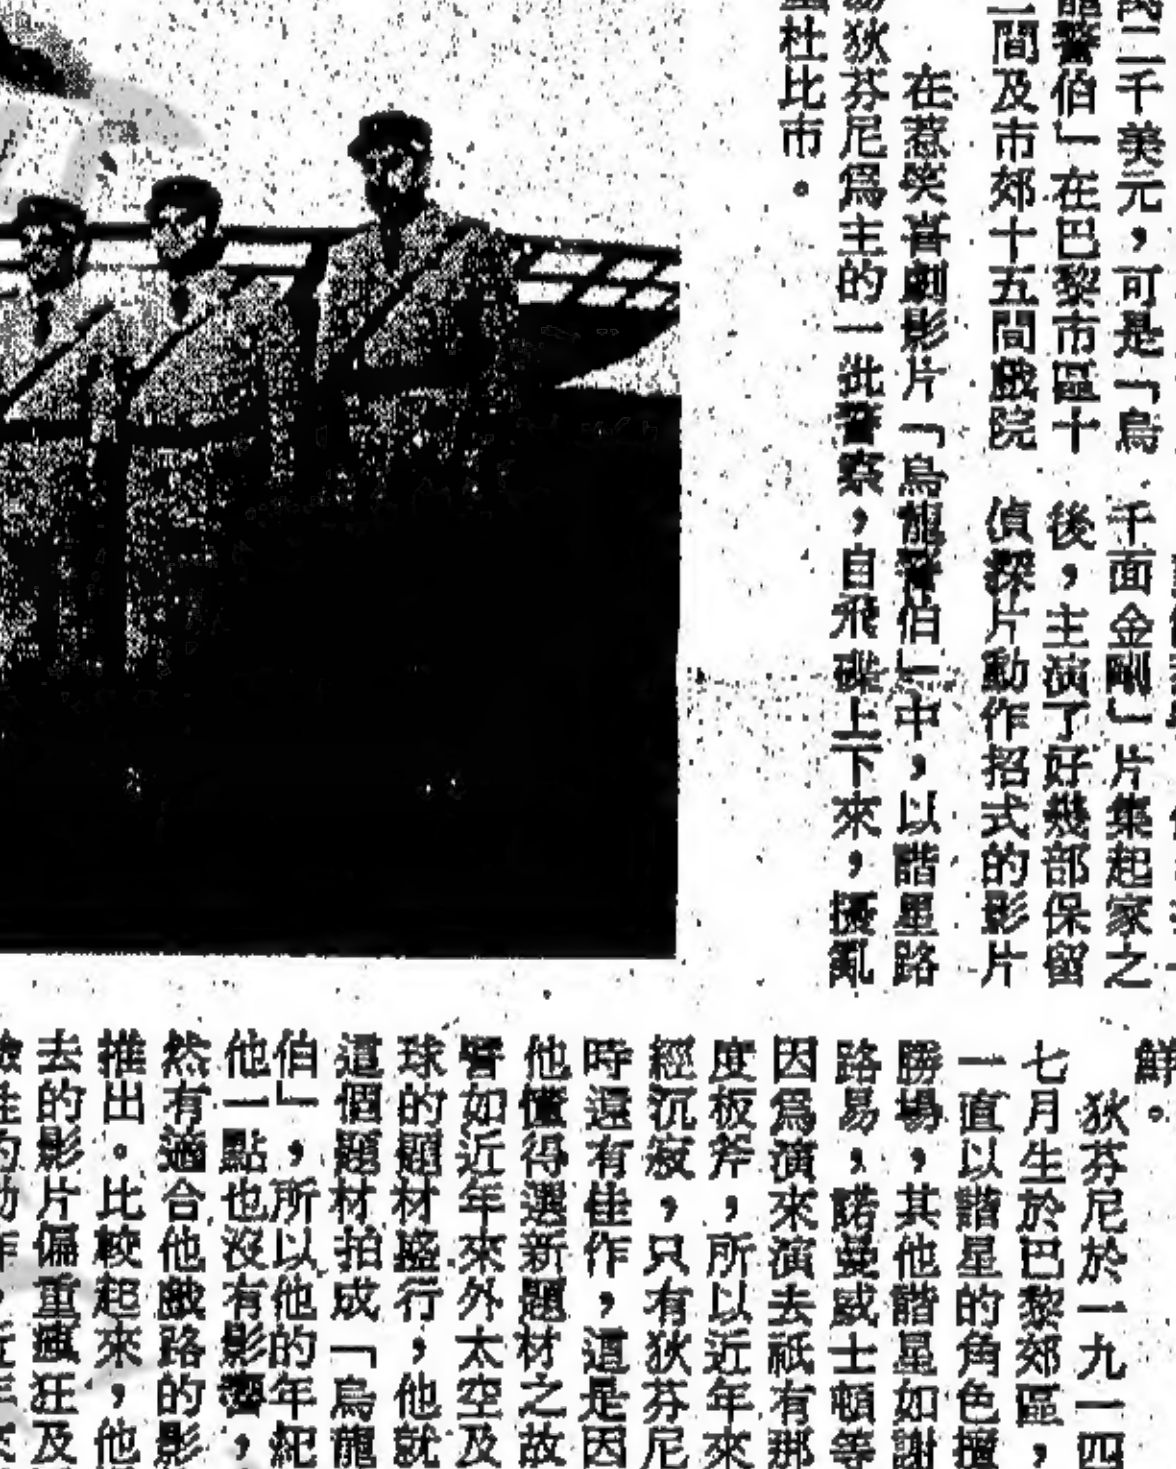 千美元，可是「烏
伯」在巴黎市區十
間及市郊十五間戲院
在惹笑喜劇影片「烏龍警伯」中，以諧星路
狄芬尼爲主的一批警察，自飛碟上下來，擾亂
杜比市。
千面金剛」片集起家之
後，主演了好幾部保留
偵探片動作招式的影片
鮮。
狄芬尼於一九一四
七月生於巴黎郊區，
一直以諧星的角色擅
勝場，其他諧星如謝
路易，諾曼威士頓等
因爲演來演去祇有那
度板斧，所以近年來
經沉寂，只有狄芬尼
時還有佳作，這是因
他懂得選新題材之故
譬如近年來外太空及
球的題材盛行，他就
這個題材拍成「烏龍
伯」，所以他的年紀
他一點也沒有影響，
然有適合他戲路的影
推出。比較起來，他
去的影片偏重瘋狂及